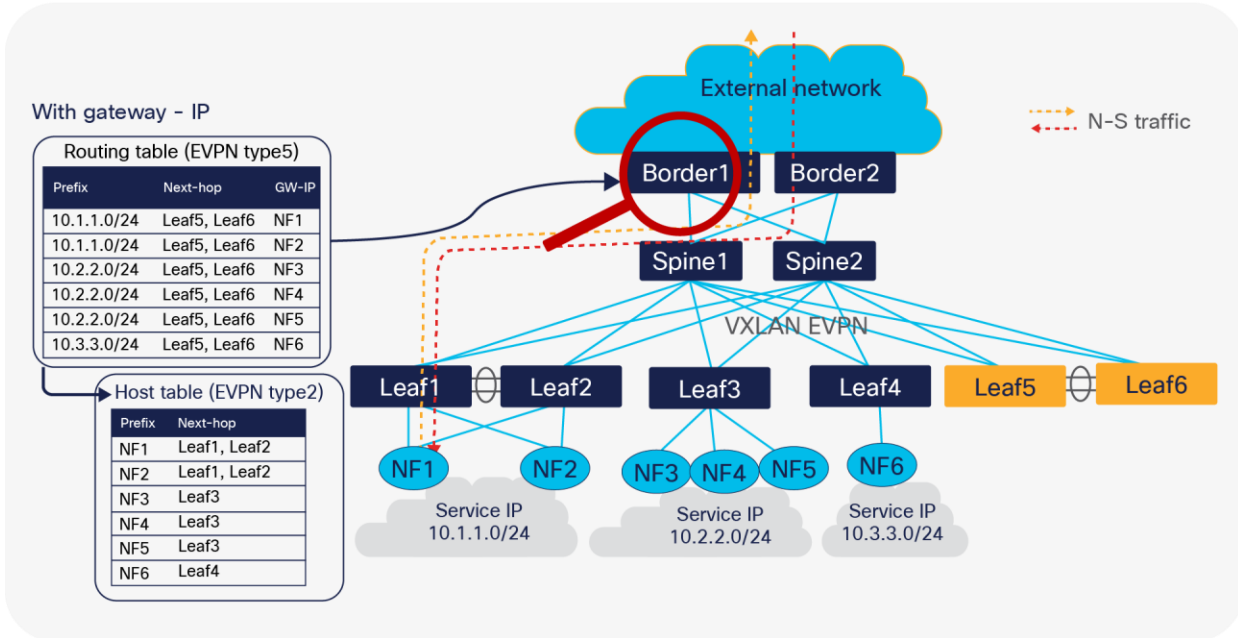 External network
With gateway - IP
N-S traffic
Routing table (EVPN type5)
Prefix Next-hop GW-IP
10.1.1.0/24 Leaf5, Leaf6 NF1
10.1.1.0/24 Leaf5, Leaf6 NF2
10.2.2.0/24 Leaf5, Leaf6 NF3
10.2.2.0/24 Leaf5, Leaf6 NF4
10.2.2.0/24 Leaf5, Leaf6 NF5
10.3.3.0/24 Leaf5, Leaf6 NF6
Border1 Border2
Spine1 Spine2
VXLAN EVPN
Leaf1 Leaf2 Leaf3 Leaf4 Leaf5 Leaf6
Host table (EVPN type2)
Prefix Next-hop
NF1 Leaf1, Leaf2
NF2 Leaf1, Leaf2
NF3 Leaf3
NF4 Leaf3
NF5 Leaf3
NF6 Leaf4
NF1 NF2 NF3 NF4 NF5 NF6
Service IP
10.1.1.0/24
Service IP
10.2.2.0/24
Service IP
10.3.3.0/24